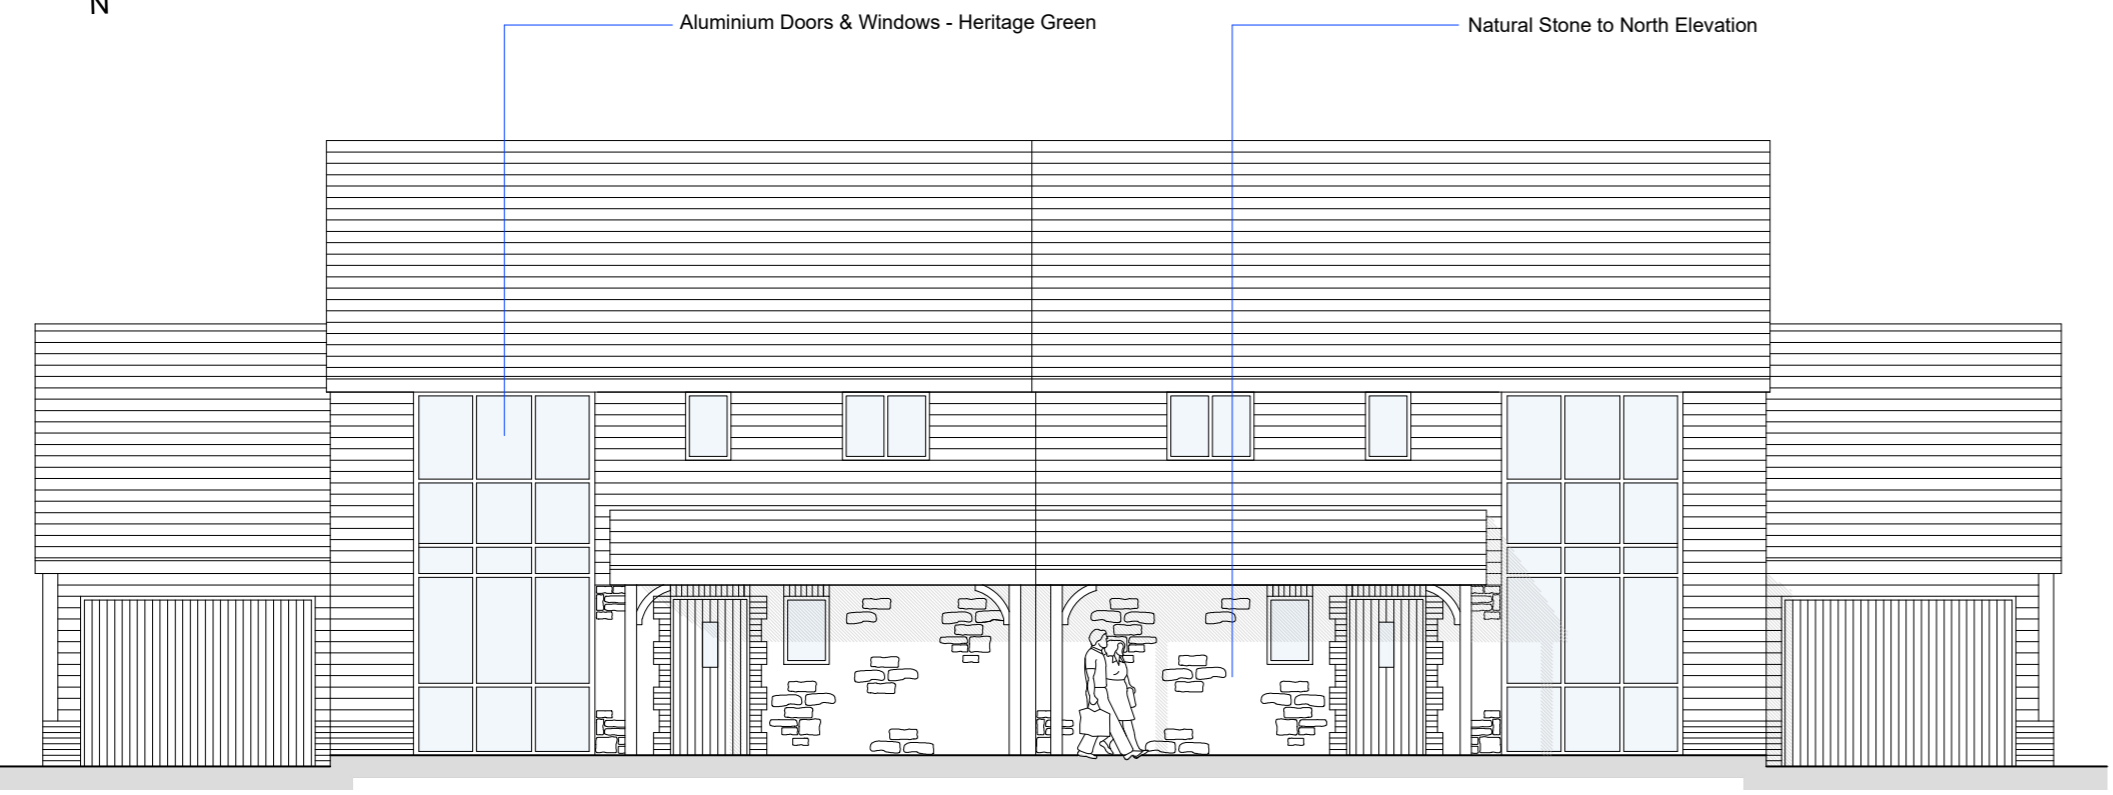 N
Aluminium Doors & Windows - Heritage Green
Natural Stone to North Elevation